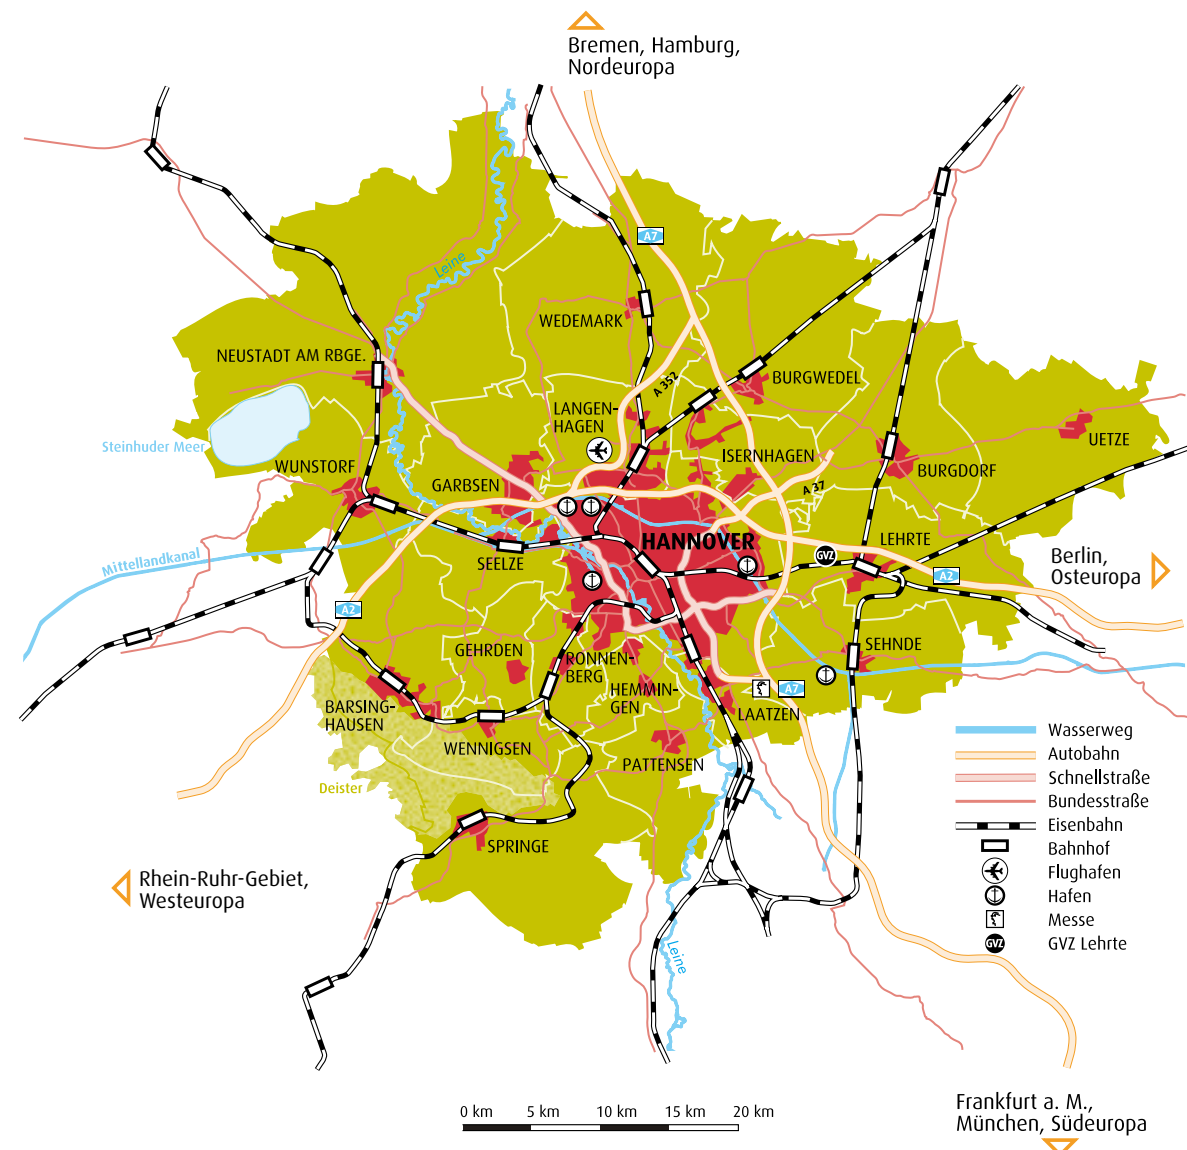 Bremen, Hamburg,
Nordeuropa
A7
Leine
WEDEMARK
NEUSTADT AM RBGE.
A 352
BURGWEDEL
LANGEN-
HAGEN
Steinhuder Meer
UETZE
WUNSTORF
ISERNHAGEN
BURGDORF
GARBSEN
A 37
HANNOVER
LEHRTE
Mittellandkanal
SEELZE
GVZ
Berlin,
Osteuropa
A2
A2
GEHRDEN
RONNEN-
BERG
SEHNDE
HEMMIN-
GEN
A7
BARSING-
HAUSEN
LAATZEN
WENNIGSEN
PATTENSEN
Deister
SPRINGE
Wasserweg
Autobahn
Schnellstraße
Bundesstraße
Eisenbahn
Bahnhof
Flughafen
Hafen
Messe
GVZ
GVZ Lehrte
Rhein-Ruhr-Gebiet,
Westeuropa
Leine
0 km 5 km 10 km 15 km 20 km
Frankfurt a. M.,
München, Südeuropa